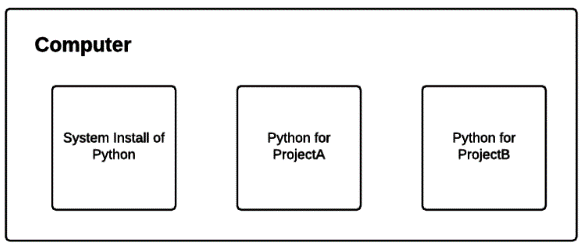 Computer
System Install of
Python
Python for
ProjectA
Python for
ProjectB